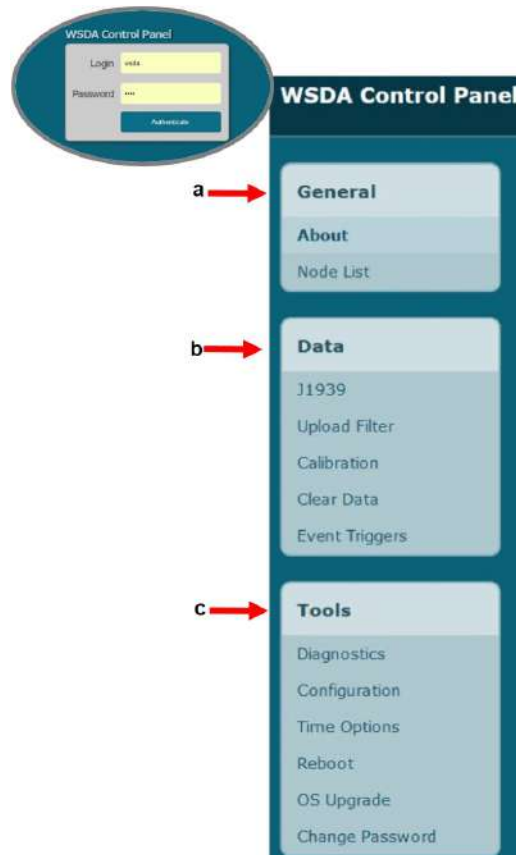 WSDA Control Panel
Login wsda
Password ••••
Authenticate
WSDA Control Panel
a
General
About
Node List
b
Data
J1939
Upload Filter
Calibration
Clear Data
Event Triggers
c
Tools
Diagnostics
Configuration
Time Options
Reboot
OS Upgrade
Change Password